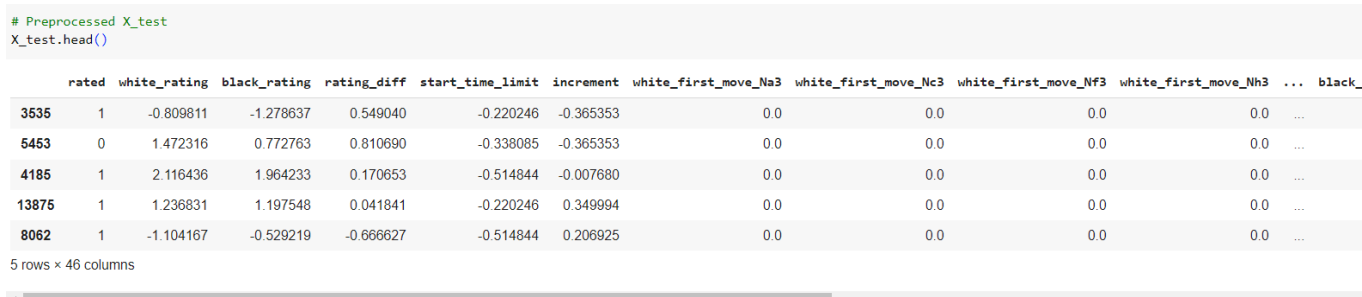 # Preprocessed X_test
X_test.head()
rated white_rating black_rating rating_diff start_time_limit increment white_first_move_Na3 white_first_move_Nc3 white_first_move_Nf3 white_first_move_Nh3 ... black_
3535 1 -0.809811 -1.278637 0.549040 -0.220246 -0.365353 0.0 0.0 0.0 0.0 ...
5453 0 1.472316 0.772763 0.810690 -0.338085 -0.365353 0.0 0.0 0.0 0.0 ...
4185 1 2.116436 1.964233 0.170653 -0.514844 -0.007680 0.0 0.0 0.0 0.0 ...
13875 1 1.236831 1.197548 0.041841 -0.220246 0.349994 0.0 0.0 0.0 0.0 ...
8062 1 -1.104167 -0.529219 -0.666627 -0.514844 0.206925 0.0 0.0 0.0 0.0 ...
5 rows × 46 columns